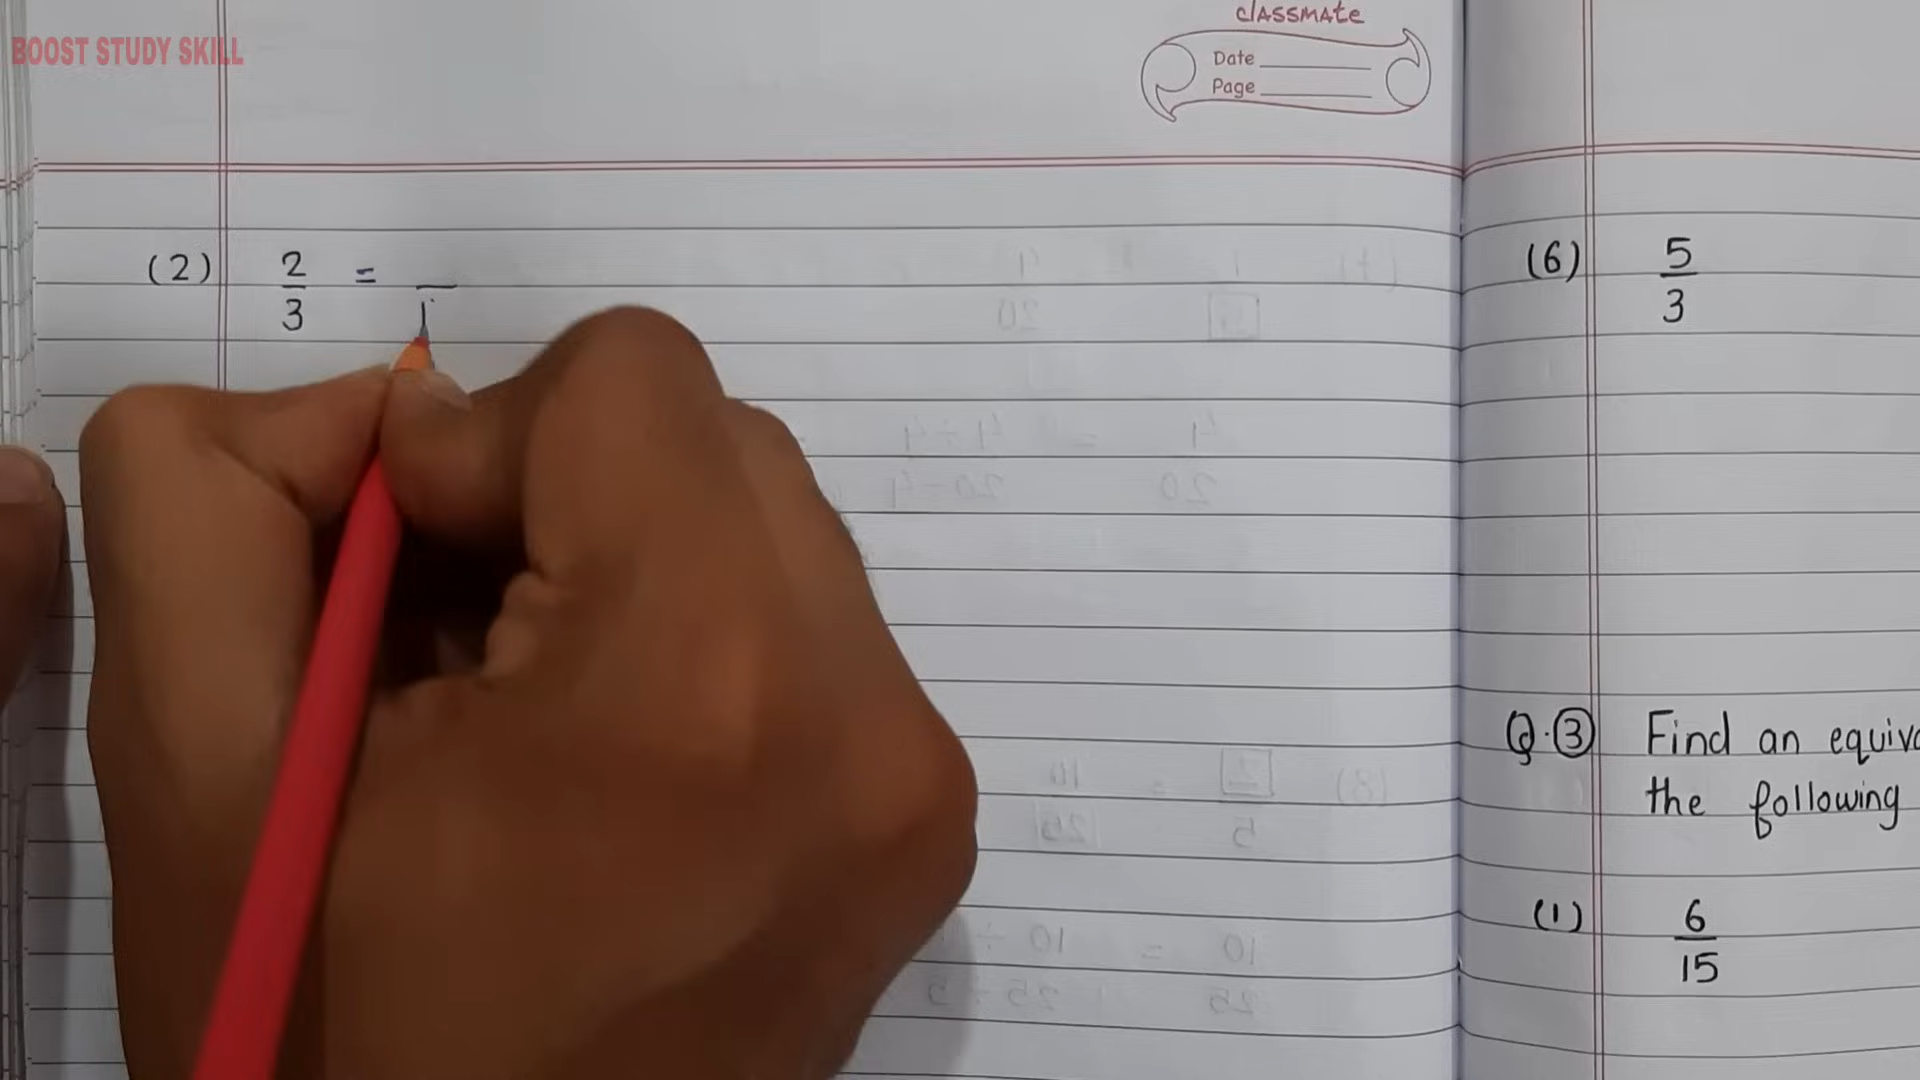 BOOST STUDY SKILL
classmate
Date
Page
(2) 2/3 = /1
(6) 5/3
Q.3 Find an
the following
(1) 6/15